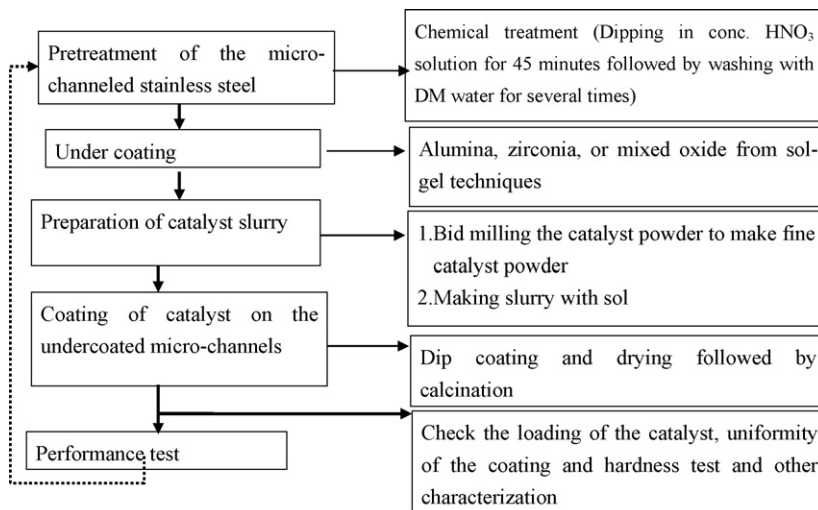 Pretreatment of the micro-
channeled stainless steel
Chemical treatment (Dipping in conc. HNO₃
solution for 45 minutes followed by washing with
DM water for several times)
Under coating
Alumina, zirconia, or mixed oxide from sol-
gel techniques
Preparation of catalyst slurry
1.Bid milling the catalyst powder to make fine
catalyst powder
2.Making slurry with sol
Coating of catalyst on the
undercoated micro-channels
Dip coating and drying followed by
calcination
Check the loading of the catalyst, uniformity
of the coating and hardness test and other
characterization
Performance test